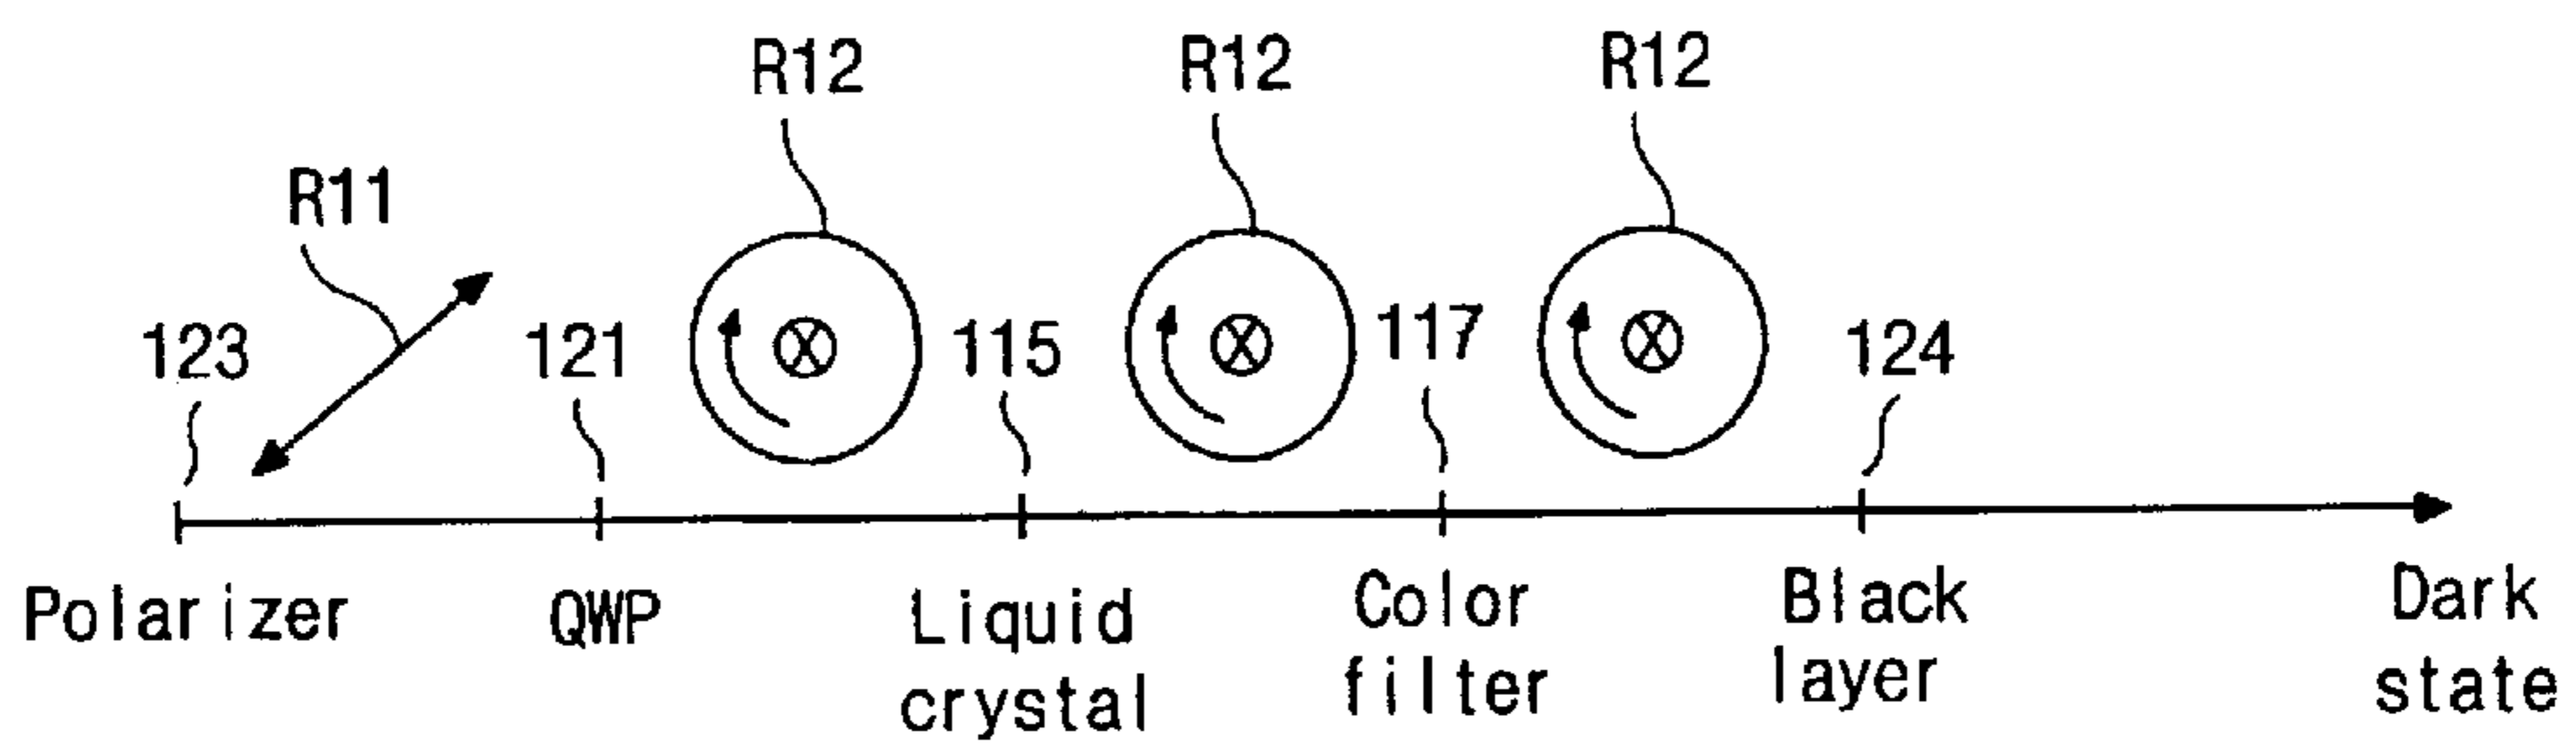 R12
R12
R12
R11
123
121
115
117
124
Polarizer
QWP
Liquid
crystal
Color
filter
Black
layer
Dark
state